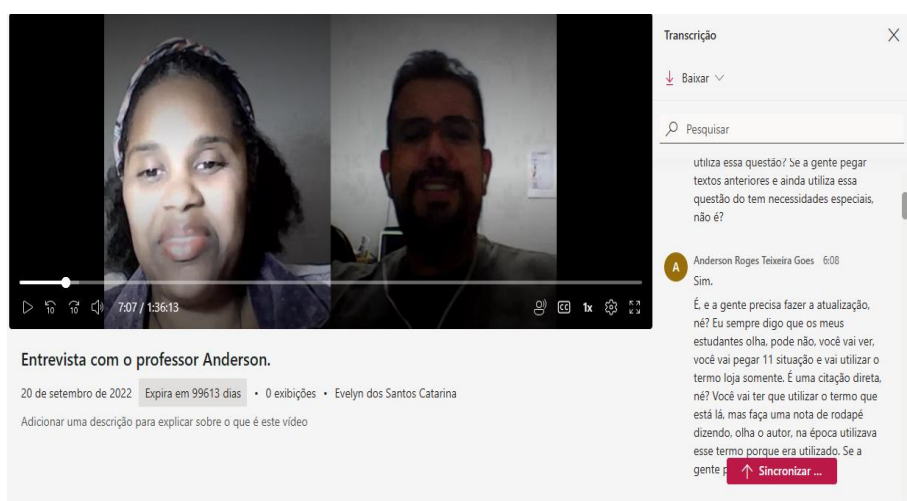 7:07 / 1:36:13
10
10
CC
1x
Entrevista com o professor Anderson.
20 de setembro de 2022 Expira em 99613 dias • 0 exibições • Evelyn dos Santos Catarina
Adicionar uma descrição para explicar sobre o que é este vídeo
Transcrição
Baixar
Pesquisar
utiliza essa questão? Se a gente pegar
textos anteriores e ainda utiliza essa
questão do tem necessidades especiais,
não é?
A
Anderson Roges Teixeira Goes 6:08
Sim.
É, e a gente precisa fazer a atualização,
né? Eu sempre digo que os meus
estudantes olha, pode não, você vai ver,
você vai pegar 11 situação e vai utilizar o
termo loja somente. É uma citação direta,
né? Você vai ter que utilizar o termo que
está lá, mas faça uma nota de rodapé
dizendo, olha o autor, na época utilizava
esse termo porque era utilizado. Se a
gente
Sincronizar ...